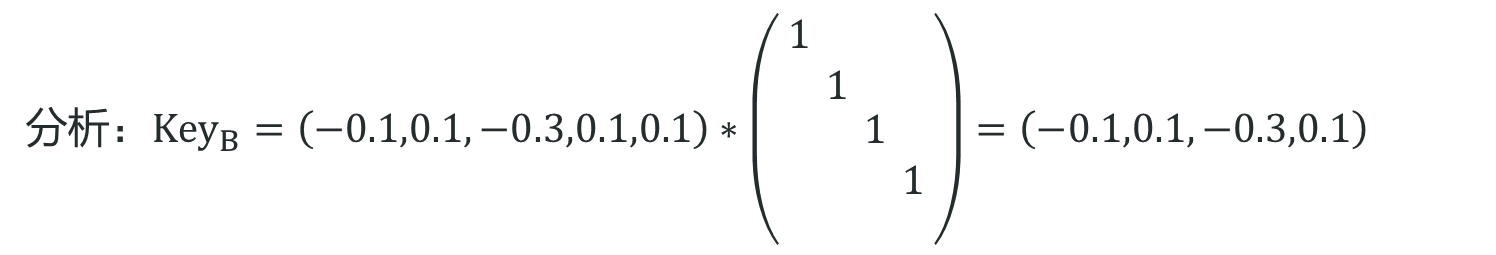 分析：Key_B = (−0.1,0.1,−0.3,0.1,0.1) * ( 1 1 1 1 ) = (−0.1,0.1,−0.3,0.1)